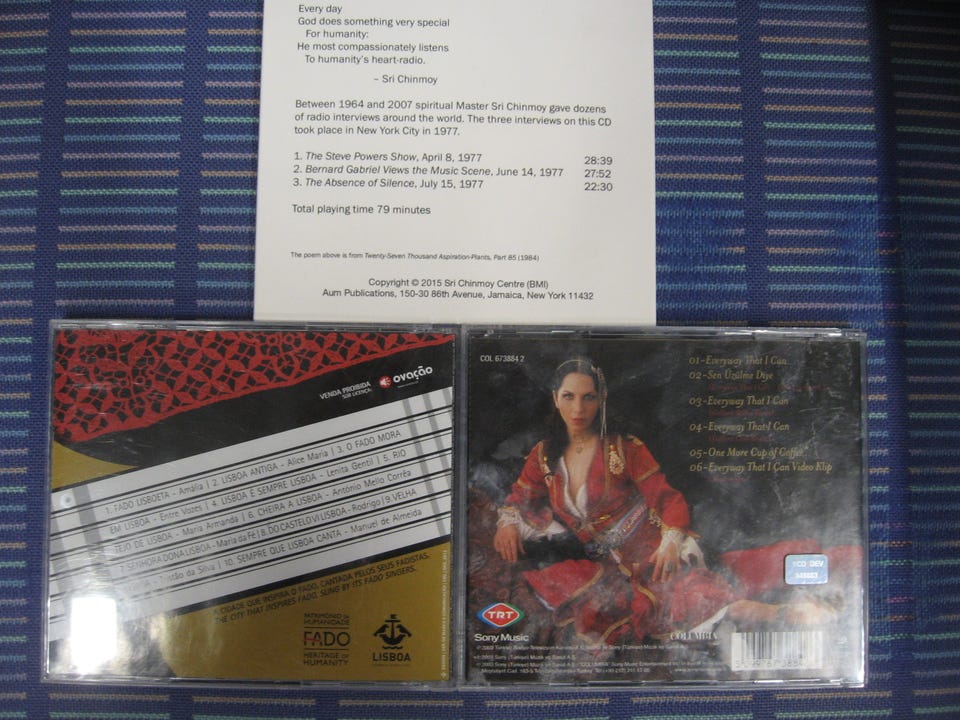 Every day
God does something very special
For humanity:
He most compassionately listens
To humanity's heart-radio.
– Sri Chinmoy
Between 1964 and 2007 spiritual Master Sri Chinmoy gave dozens
of radio interviews around the world. The three interviews on this CD
took place in New York City in 1977.
1. The Steve Powers Show, April 8, 1977 28:39
2. Bernard Gabriel Views the Music Scene, June 14, 1977 27:52
3. The Absence of Silence, July 15, 1977 22:30
Total playing time 79 minutes
The poem above is from Twenty-Seven Thousand Aspiration-Plants, Part 85 (1984)
Copyright © 2015 Sri Chinmoy Centre (BMI)
Aum Publications, 150-30 86th Avenue, Jamaica, New York 11432
VENDA PROIBIDA
SUB LICENÇA:
ovação
1. FADO LISBOETA - Amália | 2. LISBOA ANTIGA - Alice Maria | 3. O FADO MORA
EM LISBOA - Entre Vozes | 4. LISBOA É SEMPRE LISBOA - Lenita Gentil | 5. RIO
TEJO DE LISBOA - Maria Armanda | 6. CHEIRA A LISBOA - António Mello Corrêa
7. SENHORA DONA LISBOA - Maria da Fé | 8. DO CASTELO VI LISBOA - Rodrigo | 9. VELHA
Tristão da Silva | 10. SEMPRE QUE LISBOA CANTA - Manuel de Almeida
A CIDADE QUE INSPIRA O FADO, CANTADA PELOS SEUS FADISTAS.
THE CITY THAT INSPIRES FADO, SUNG BY ITS FADO SINGERS.
PATRIMÓNIO DA
HUMANIDADE
FADO
HERITAGE OF
HUMANITY
LISBOA
COL 673884 2
01-Everyway That I Can
02-Sen Üzülme Diye
03-Everyway That I Can
04-Everyway That I Can
05-One More Cup of Coffee
06-Everyway That I Can Video Klip
TRT
Sony Music
COLUMBIA